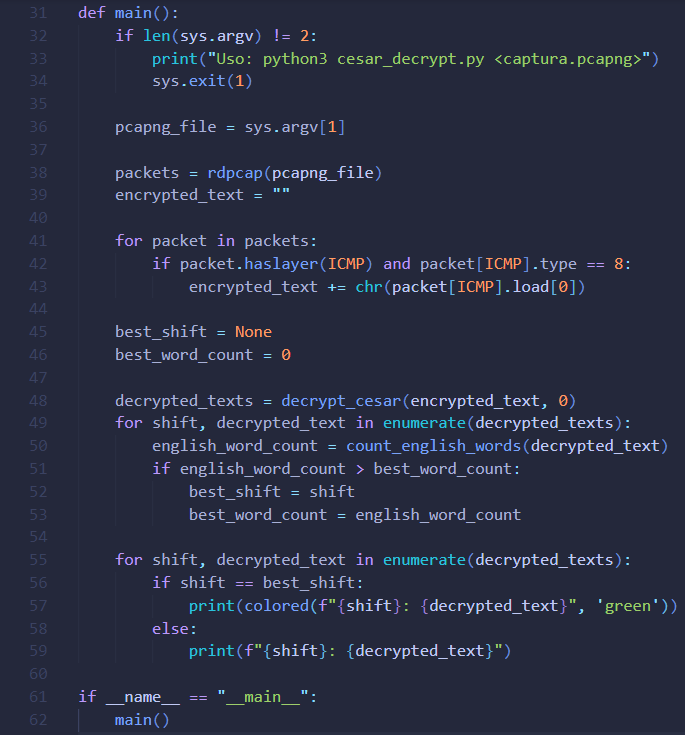 31 def main():
32     if len(sys.argv) != 2:
33         print("Uso: python3 cesar_decrypt.py <captura.pcapng>")
34         sys.exit(1)
35
36     pcapng_file = sys.argv[1]
37
38     packets = rdpcap(pcapng_file)
39     encrypted_text = ""
40
41     for packet in packets:
42         if packet.haslayer(ICMP) and packet[ICMP].type == 8:
43             encrypted_text += chr(packet[ICMP].load[0])
44
45     best_shift = None
46     best_word_count = 0
47
48     decrypted_texts = decrypt_cesar(encrypted_text, 0)
49     for shift, decrypted_text in enumerate(decrypted_texts):
50         english_word_count = count_english_words(decrypted_text)
51         if english_word_count > best_word_count:
52             best_shift = shift
53             best_word_count = english_word_count
54
55     for shift, decrypted_text in enumerate(decrypted_texts):
56         if shift == best_shift:
57             print(colored(f"{shift}: {decrypted_text}", 'green'))
58         else:
59             print(f"{shift}: {decrypted_text}")
60
61 if __name__ == "__main__":
62     main()